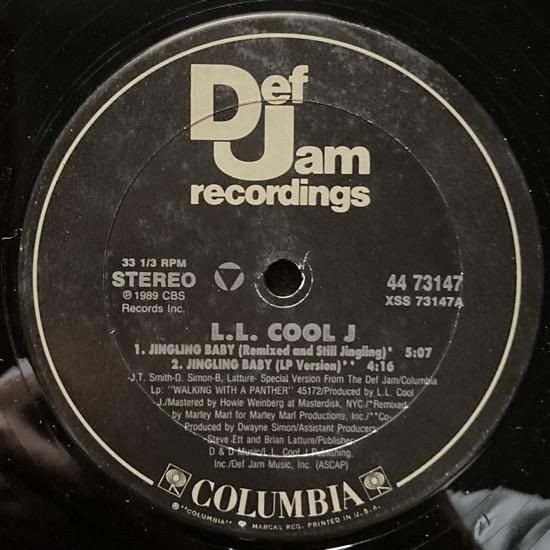 Def
Jam
recordings
33 1/3 RPM
STEREO
℗ 1989 CBS
Records Inc.
44 73147
XSS 73147A
L.L. COOL J
1. JINGLING BABY (Remixed and Still Jingling)* 5:07
2. JINGLING BABY (LP Version)** 4:16
-J.T. Smith-D. Simon-B, Latture- Special Version From The Def Jam/Columbia
Lp: "WALKING WITH A PANTHER" 45172/Produced by L.L. Cool
J./Mastered by Howie Weinberg at Masterdisk, NYC./*Remixed
by Marley Marl for Marley Marl Productions, Inc./**Co-
Produced by Dwayne Simon/Assistant Producers:
Steve Ett and Brian Latture/Publisher:
D & D Music/L.L. Cool J Publishing,
Inc./Def Jam Music, Inc. (ASCAP)
COLUMBIA
®"COLUMBIA" MARCAS REG. PRINTED IN U.S.A.